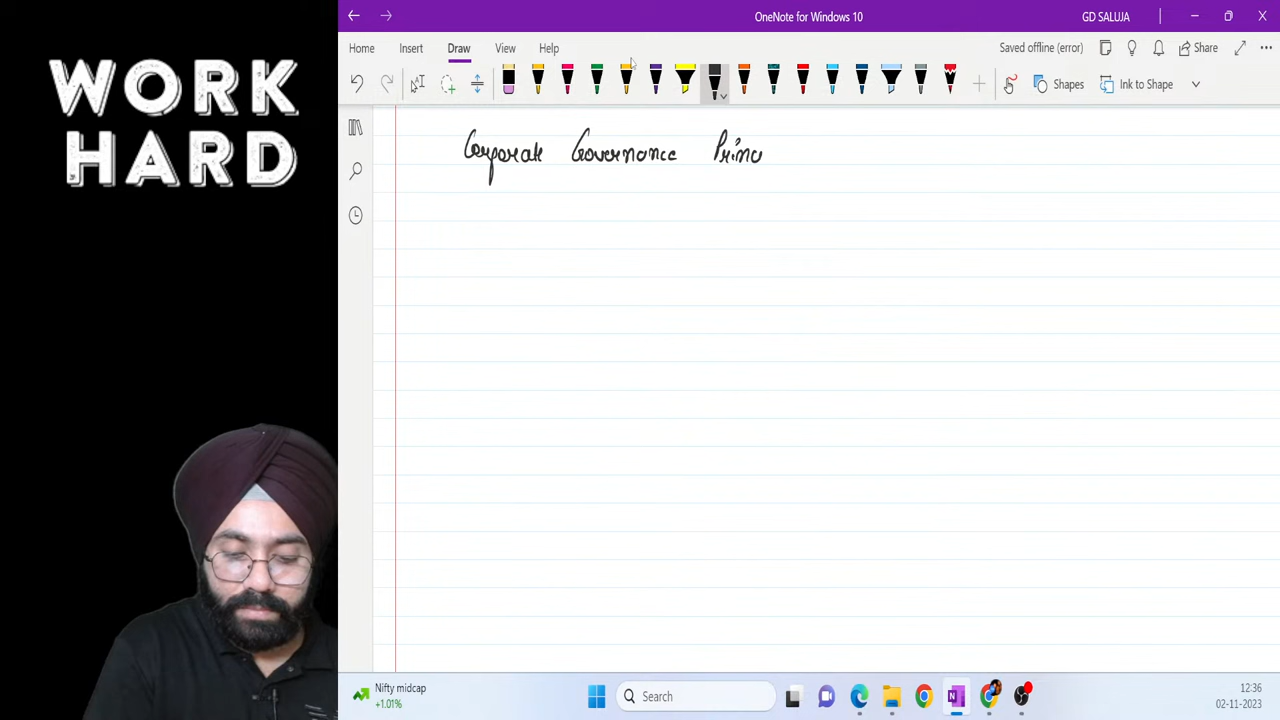 WORK
HARD
OneNote for Windows 10
GD SALUJA
Home Insert Draw View Help
Saved offline (error)
Share
Shapes
Ink to Shape
Corporate Governance Princ
Nifty midcap
+1.01%
Search
12:36
02-11-2023